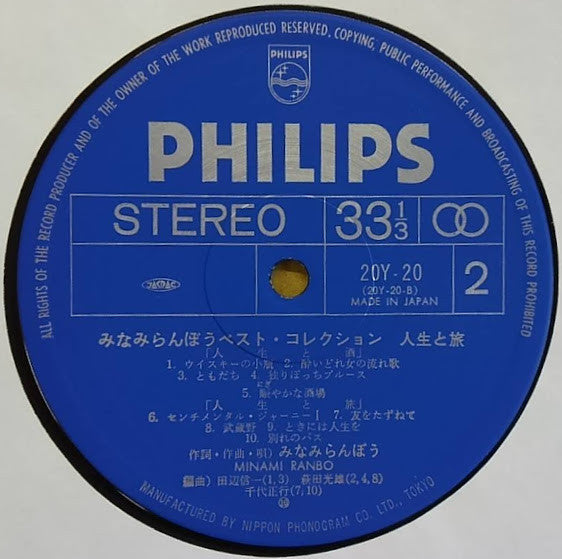 ALL RIGHTS OF THE RECORD PRODUCER AND OF THE OWNER OF THE WORK REPRODUCED RESERVED, COPYING, PUBLIC PERFORMANCE AND BROADCASTING OF THIS RECORD PROHIBITED
PHILIPS
PHILIPS
STEREO 33 1/3
JASRAC
20Y-20
(20Y-20-B)
MADE IN JAPAN
2
みなみらんぼうベスト・コレクション 人生と旅
「人生と酒」
1. ウイスキーの小瓶 2. 酔いどれ女の流れ歌
3. ともだち 4. 独りぼっちブルース
にぎ
5. 賑やかな酒場
「人生と旅」
6. センチメンタル・ジャーニーI 7. 友をたずねて
8. 武蔵野 9. ときには人生を
10. 別れのバス
作詞・作曲・唄) みなみらんぼう
MINAMI RANBO
編曲) 田辺信一(1,3) 萩田光雄(2,4,8)
千代正行(7,10)
MANUFACTURED BY NIPPON PHONOGRAM CO., LTD., TOKYO